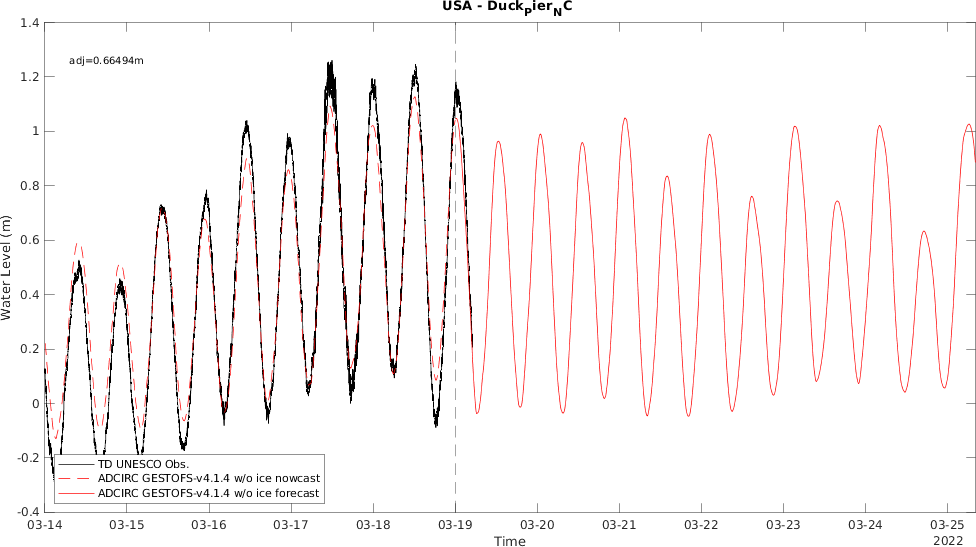 USA - Duck_Pier_NC
1.4
1.2
1
0.8
0.6
0.4
0.2
0
-0.2
-0.4
Water Level (m)
adj=0.66494m
TD UNESCO Obs.
ADCIRC GESTOFS-v4.1.4 w/o ice nowcast
ADCIRC GESTOFS-v4.1.4 w/o ice forecast
03-14 03-15 03-16 03-17 03-18 03-19 03-20 03-21 03-22 03-23 03-24 03-25
Time
2022